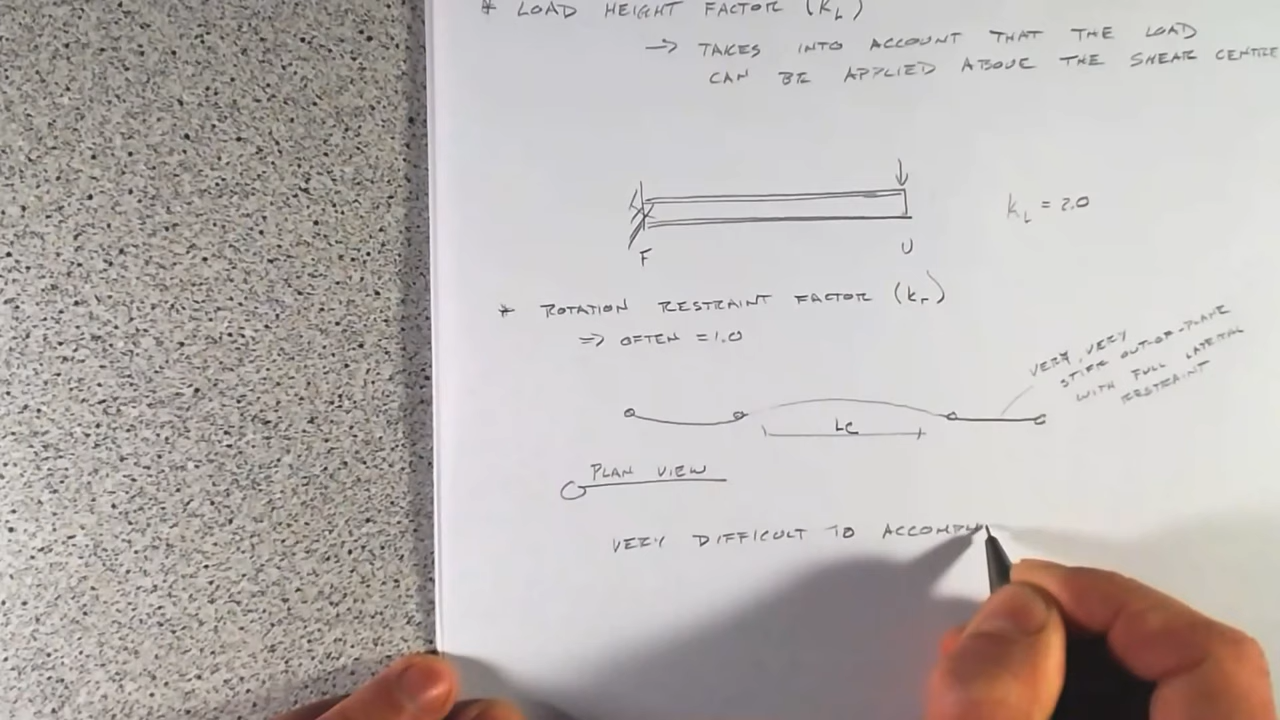 * LOAD HEIGHT FACTOR (KL)
→ TAKES INTO ACCOUNT THAT THE LOAD
CAN BE APPLIED ABOVE THE SHEAR CENTRE
KL = 2.0
F
U
* ROTATION RESTRAINT FACTOR (Kr)
⇒ OFTEN = 1.0
VERY, VERY
STIFF OUT-OF-PLANE
WITH FULL LATERAL
RESTRAINT
LC
PLAN VIEW
VERY DIFFICULT TO ACCOMPL